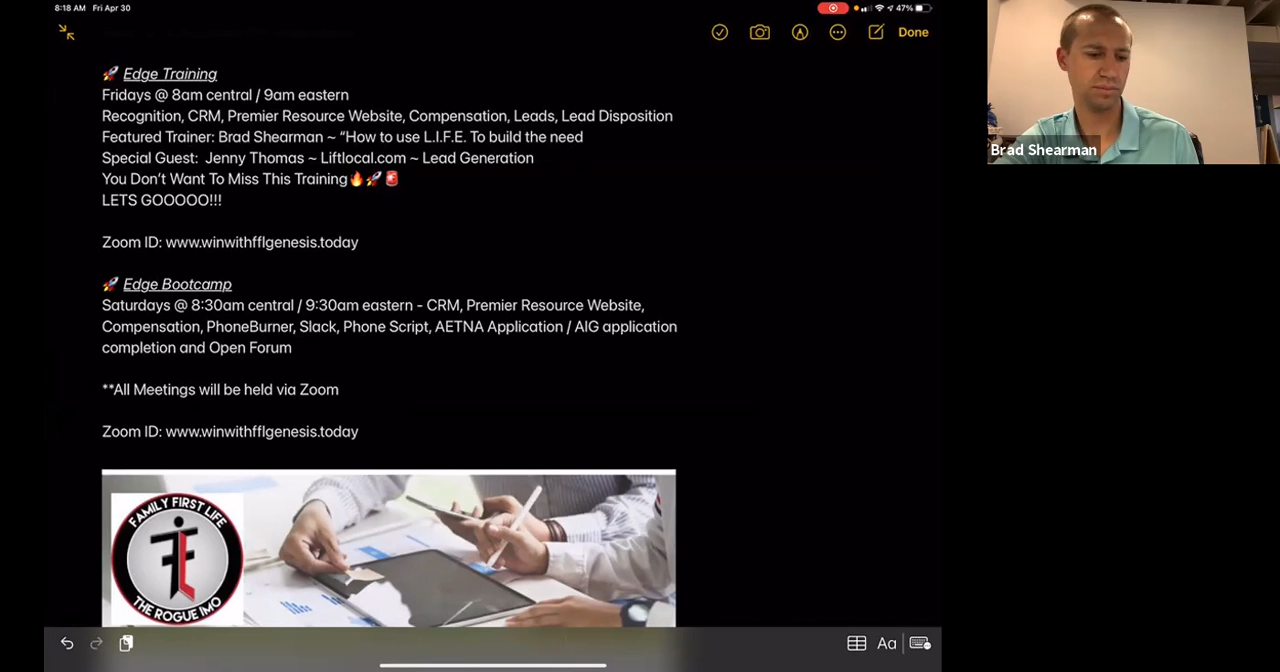 8:18 AM Fri Apr 30
47%
Done
🚀 Edge Training
Fridays @ 8am central / 9am eastern
Recognition, CRM, Premier Resource Website, Compensation, Leads, Lead Disposition
Featured Trainer: Brad Shearman ~ “How to use L.I.F.E. To build the need
Special Guest:  Jenny Thomas ~ Liftlocal.com ~ Lead Generation
You Don’t Want To Miss This Training🔥🚀🚨
LETS GOOOOO!!!
Zoom ID: www.winwithfflgenesis.today
🚀 Edge Bootcamp
Saturdays @ 8:30am central / 9:30am eastern - CRM, Premier Resource Website,
Compensation, PhoneBurner, Slack, Phone Script, AETNA Application / AIG application
completion and Open Forum
**All Meetings will be held via Zoom
Zoom ID: www.winwithfflgenesis.today
FAMILY FIRST LIFE
THE ROGUE IMO
Aa
Brad Shearman